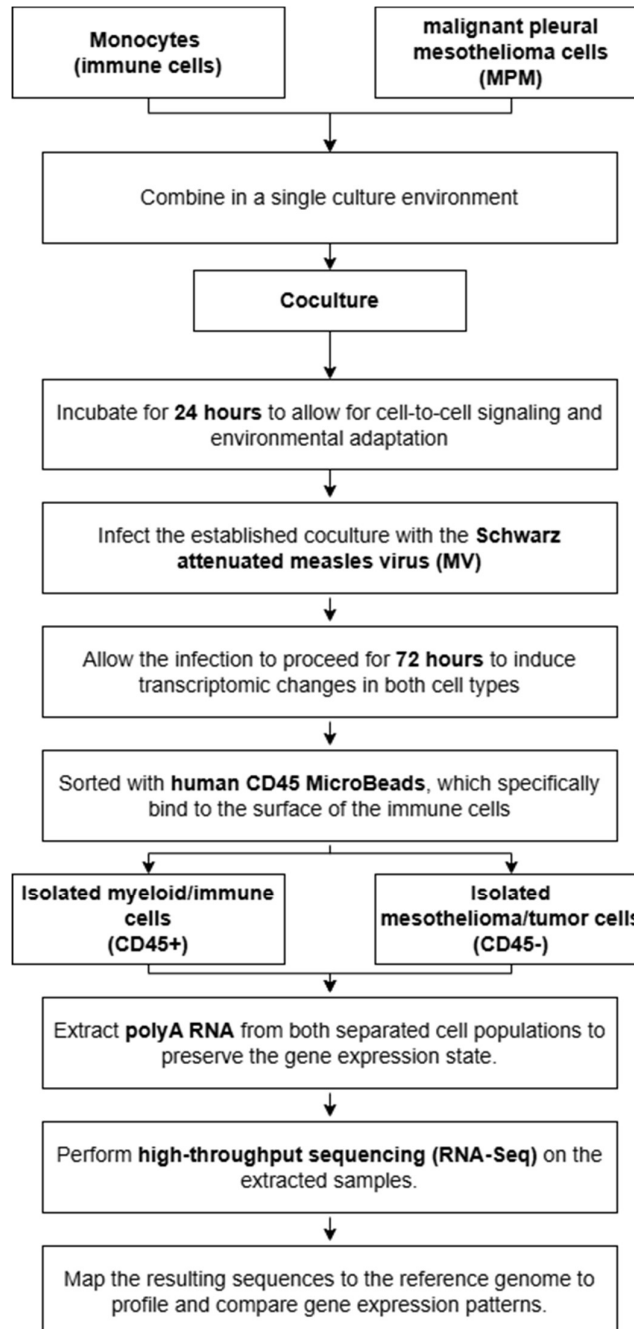 Monocytes
(immune cells)
malignant pleural
mesothelioma cells
(MPM)
Combine in a single culture environment
Coculture
Incubate for 24 hours to allow for cell-to-cell signaling and
environmental adaptation
Infect the established coculture with the Schwarz
attenuated measles virus (MV)
Allow the infection to proceed for 72 hours to induce
transcriptomic changes in both cell types
Sorted with human CD45 MicroBeads, which specifically
bind to the surface of the immune cells
Isolated myeloid/immune
cells
(CD45+)
Isolated
mesothelioma/tumor cells
(CD45-)
Extract polyA RNA from both separated cell populations to
preserve the gene expression state.
Perform high-throughput sequencing (RNA-Seq) on the
extracted samples.
Map the resulting sequences to the reference genome to
profile and compare gene expression patterns.